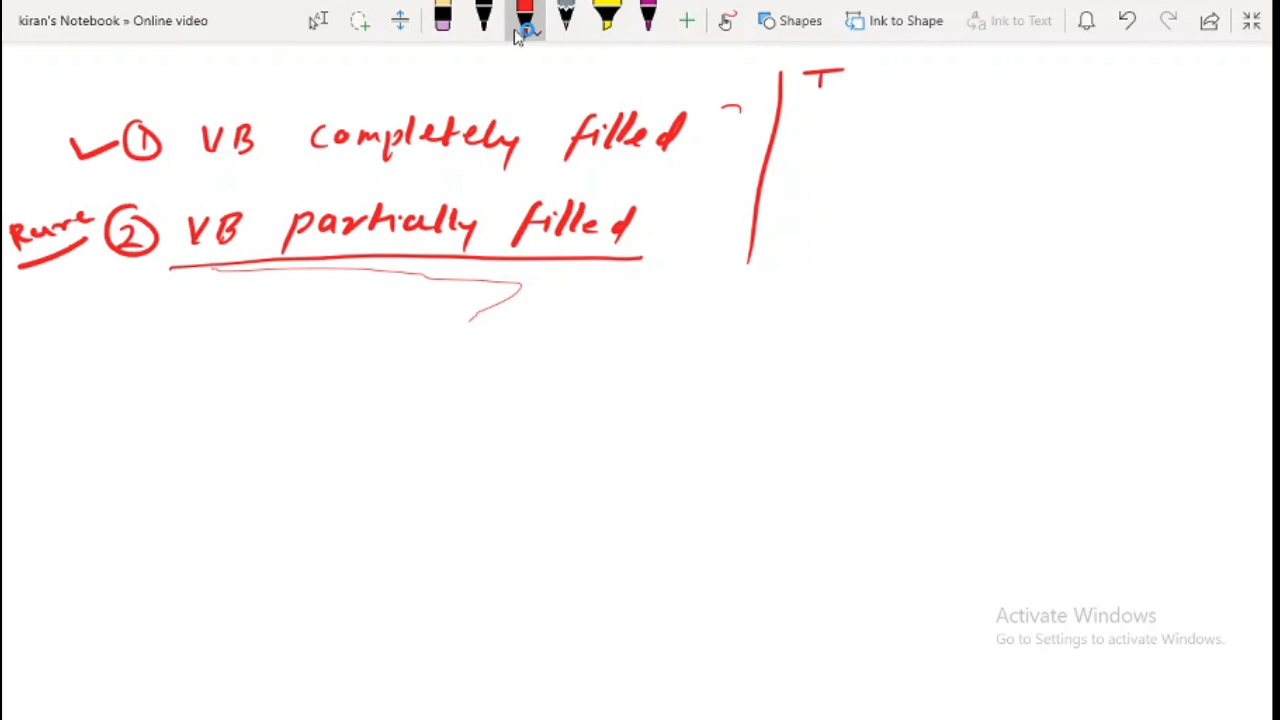 kiran's Notebook » Online video
Shapes
Ink to Shape
Ink to Text
T
① VB completely filled
Rare ② VB partially filled
Activate Windows
Go to Settings to activate Windows.